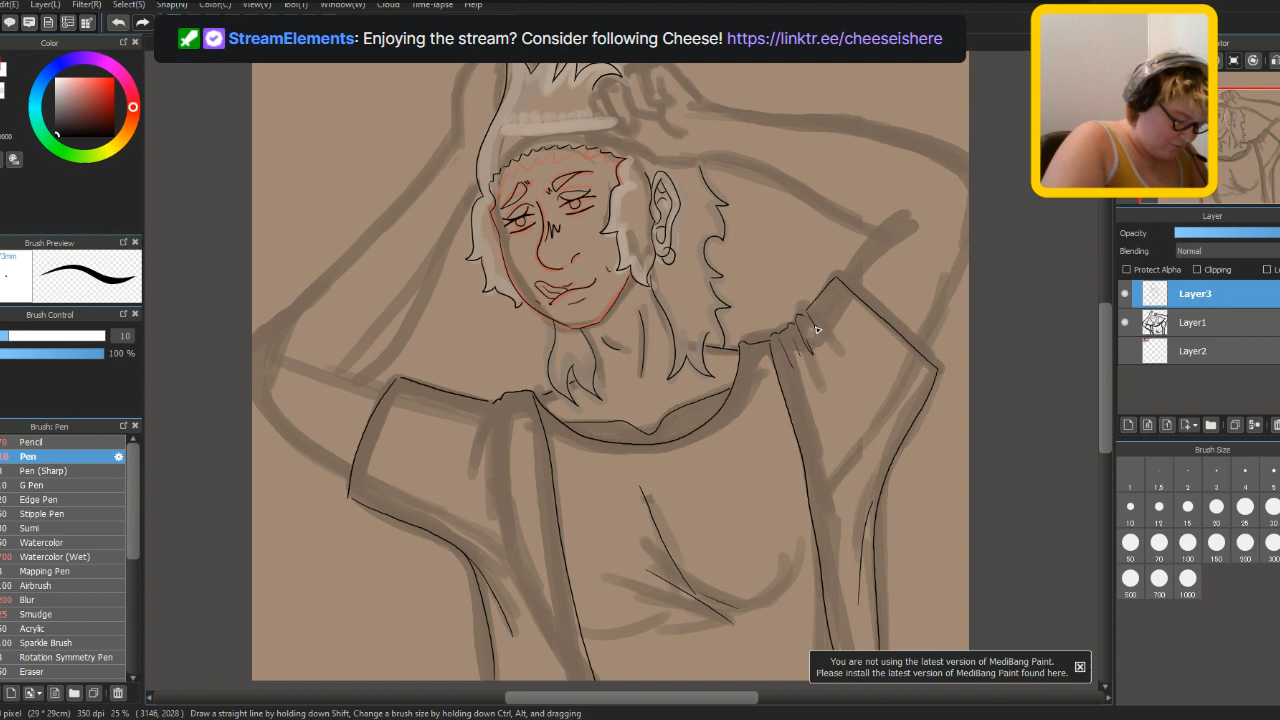 dit(E) Layer(L) Filter(R) Select(S) Color(C) View(V) Tool(T) Window(W) Cloud Time-lapse Help
StreamElements: Enjoying the stream? Consider following Cheese! https://linktr.ee/cheeseishere
Color
Brush Preview
Brush Control
10
100 %
Brush: Pen
Pencil
Pen
Pen (Sharp)
G Pen
Edge Pen
Stipple Pen
Sumi
Watercolor
Watercolor (Wet)
Mapping Pen
Airbrush
Blur
Smudge
Acrylic
Sparkle Brush
Rotation Symmetry Pen
Eraser
Layer
Opacity
Blending Normal
Protect Alpha Clipping
Layer3
Layer1
Layer2
Brush Size
1 1.5 2 3 4 5
10 12 15 20 25 30
50 70 100 150 200 300
500 700 1000
You are not using the latest version of MediBang Paint.
Please install the latest version of MediBang Paint found here.
pixel (29 * 29cm) 350 dpi 25 % ( 3146, 2028 ) Draw a straight line by holding down Shift, Change a brush size by holding down Ctrl, Alt, and dragging